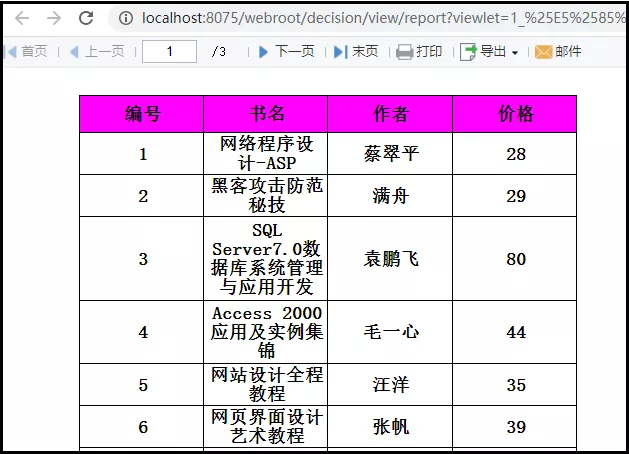 localhost:8075/webroot/decision/view/report?viewlet=1_%25E5%2585%25
首页 上一页 1 /3 下一页 末页 打印 导出 邮件
编号 书名 作者 价格
1 网络程序设 蔡翠平 28
计-ASP
2 黑客攻击防范 满舟 29
秘技
SQL
Server7.0数
3 据库系统管理 袁鹏飞 80
与应用开发
Access 2000
4 应用及实例集 毛一心 44
锦
5 网站设计全程 汪洋 35
教程
6 网页界面设计 张帆 39
艺术教程